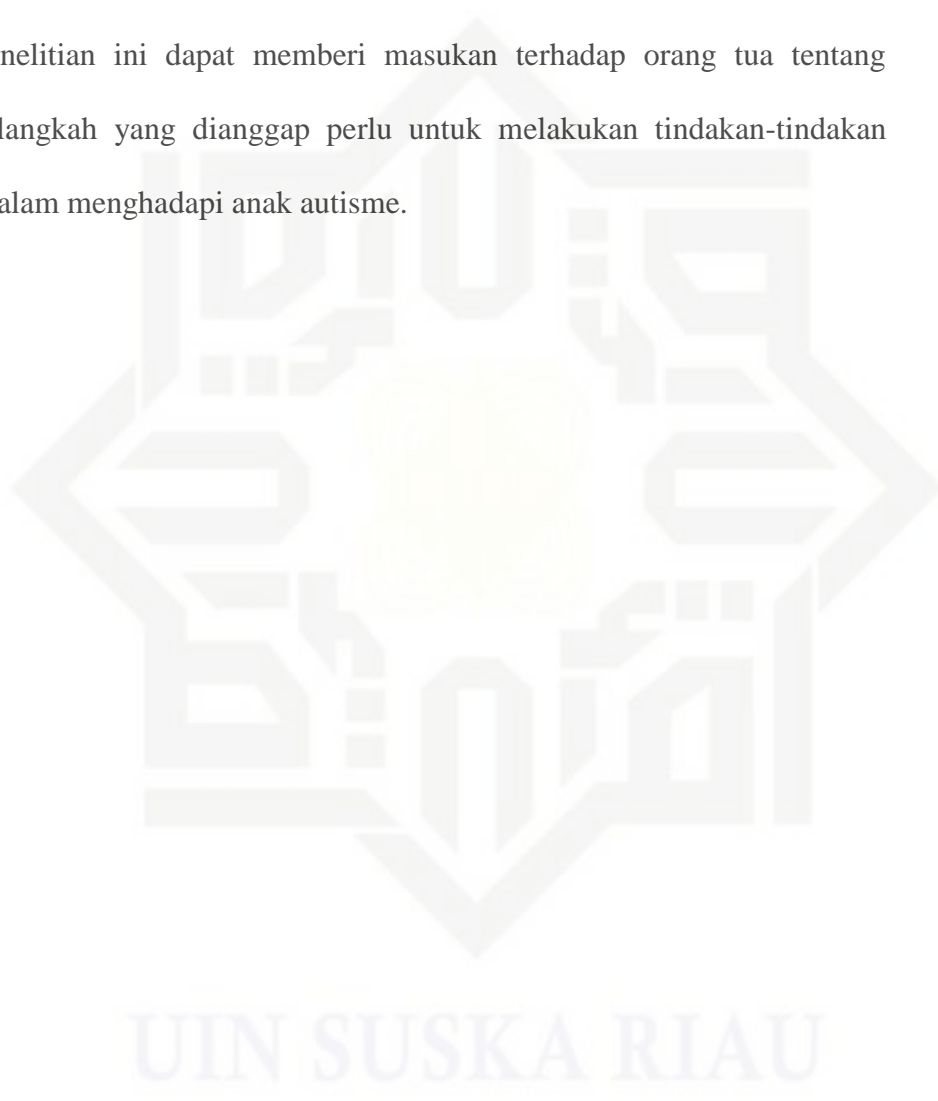 nelitian ini dapat memberi masukan terhadap orang tua tentang
langkah yang dianggap perlu untuk melakukan tindakan-tindakan
alam menghadapi anak autisme.
UIN SUSKA RIAU